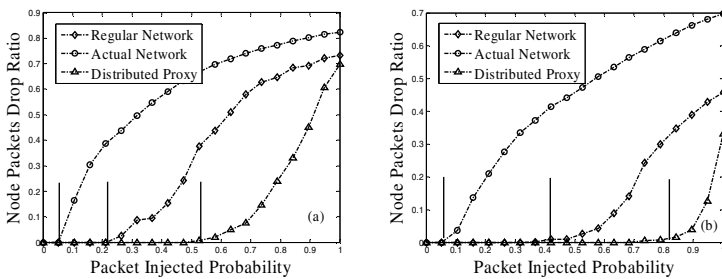 Node Packets Drop Ratio
0.9
0.8
0.7
0.6
0.5
0.4
0.3
0.2
0.1
0
Regular Network
Actual Network
Distributed Proxy
(a)
0 0.1 0.2 0.3 0.4 0.5 0.6 0.7 0.8 0.9 1
Packet Injected Probability
Node Packets Drop Ratio
0.7
0.6
0.5
0.4
0.3
0.2
0.1
0
Regular Network
Actual Network
Distributed Proxy
(b)
0 0.1 0.2 0.3 0.4 0.5 0.6 0.7 0.8 0.9
Packet Injected Probability